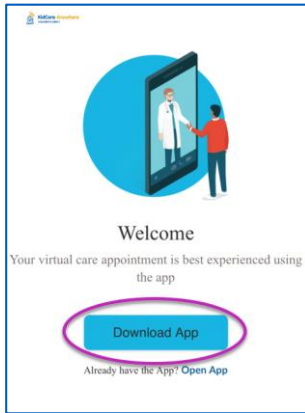 KidCare Anywhere
Welcome
Your virtual care appointment is best experienced using
the app
Download App
Already have the App? Open App